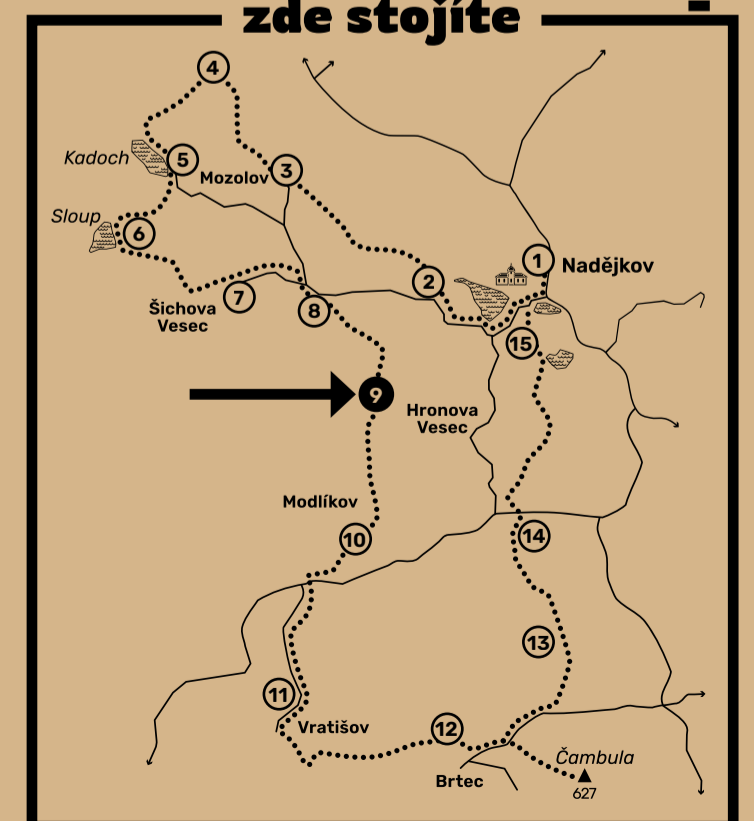 zde stojíte
4
Kadoch
5
Mozolov
3
Sloup
6
1
Nadějkov
2
7
Šichova
Vesec
8
15
9
Hronova
Vesec
Modlíkov
10
14
13
11
Vratišov
12
Čambula
627
Brtec